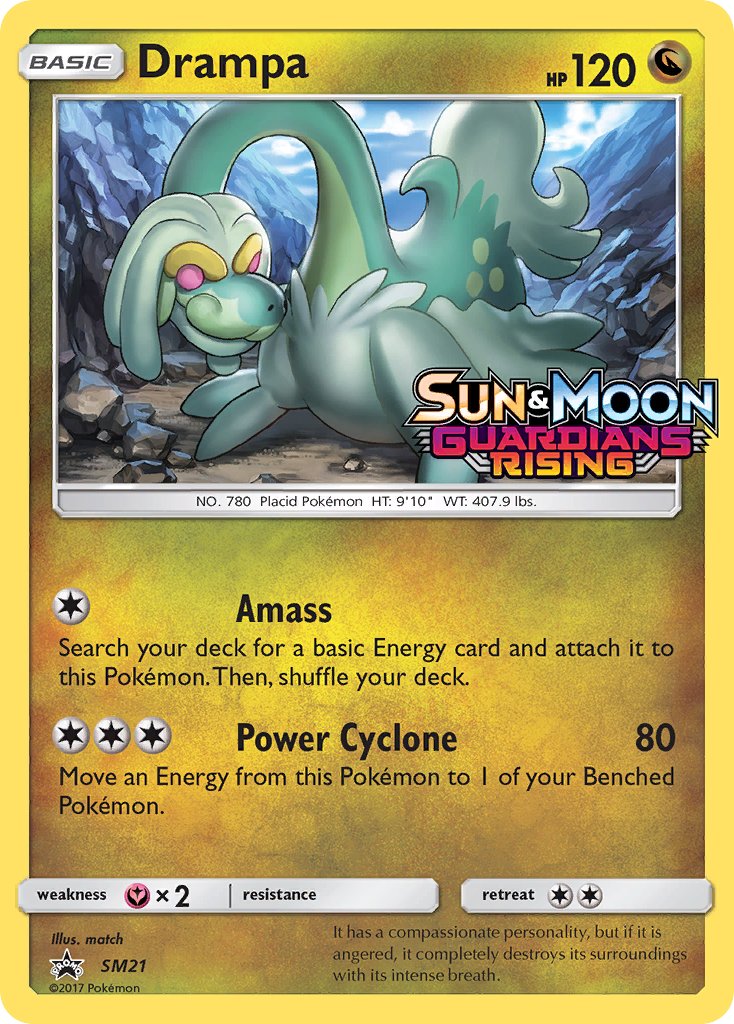 BASIC Drampa HP 120
SUN & MOON
GUARDIANS
RISING
NO. 780 Placid Pokémon HT: 9'10" WT: 407.9 lbs.
Amass
Search your deck for a basic Energy card and attach it to
this Pokémon. Then, shuffle your deck.
Power Cyclone 80
Move an Energy from this Pokémon to 1 of your Benched
Pokémon.
weakness × 2 resistance retreat
Illus. match
PROMO SM21
©2017 Pokémon
It has a compassionate personality, but if it is
angered, it completely destroys its surroundings
with its intense breath.